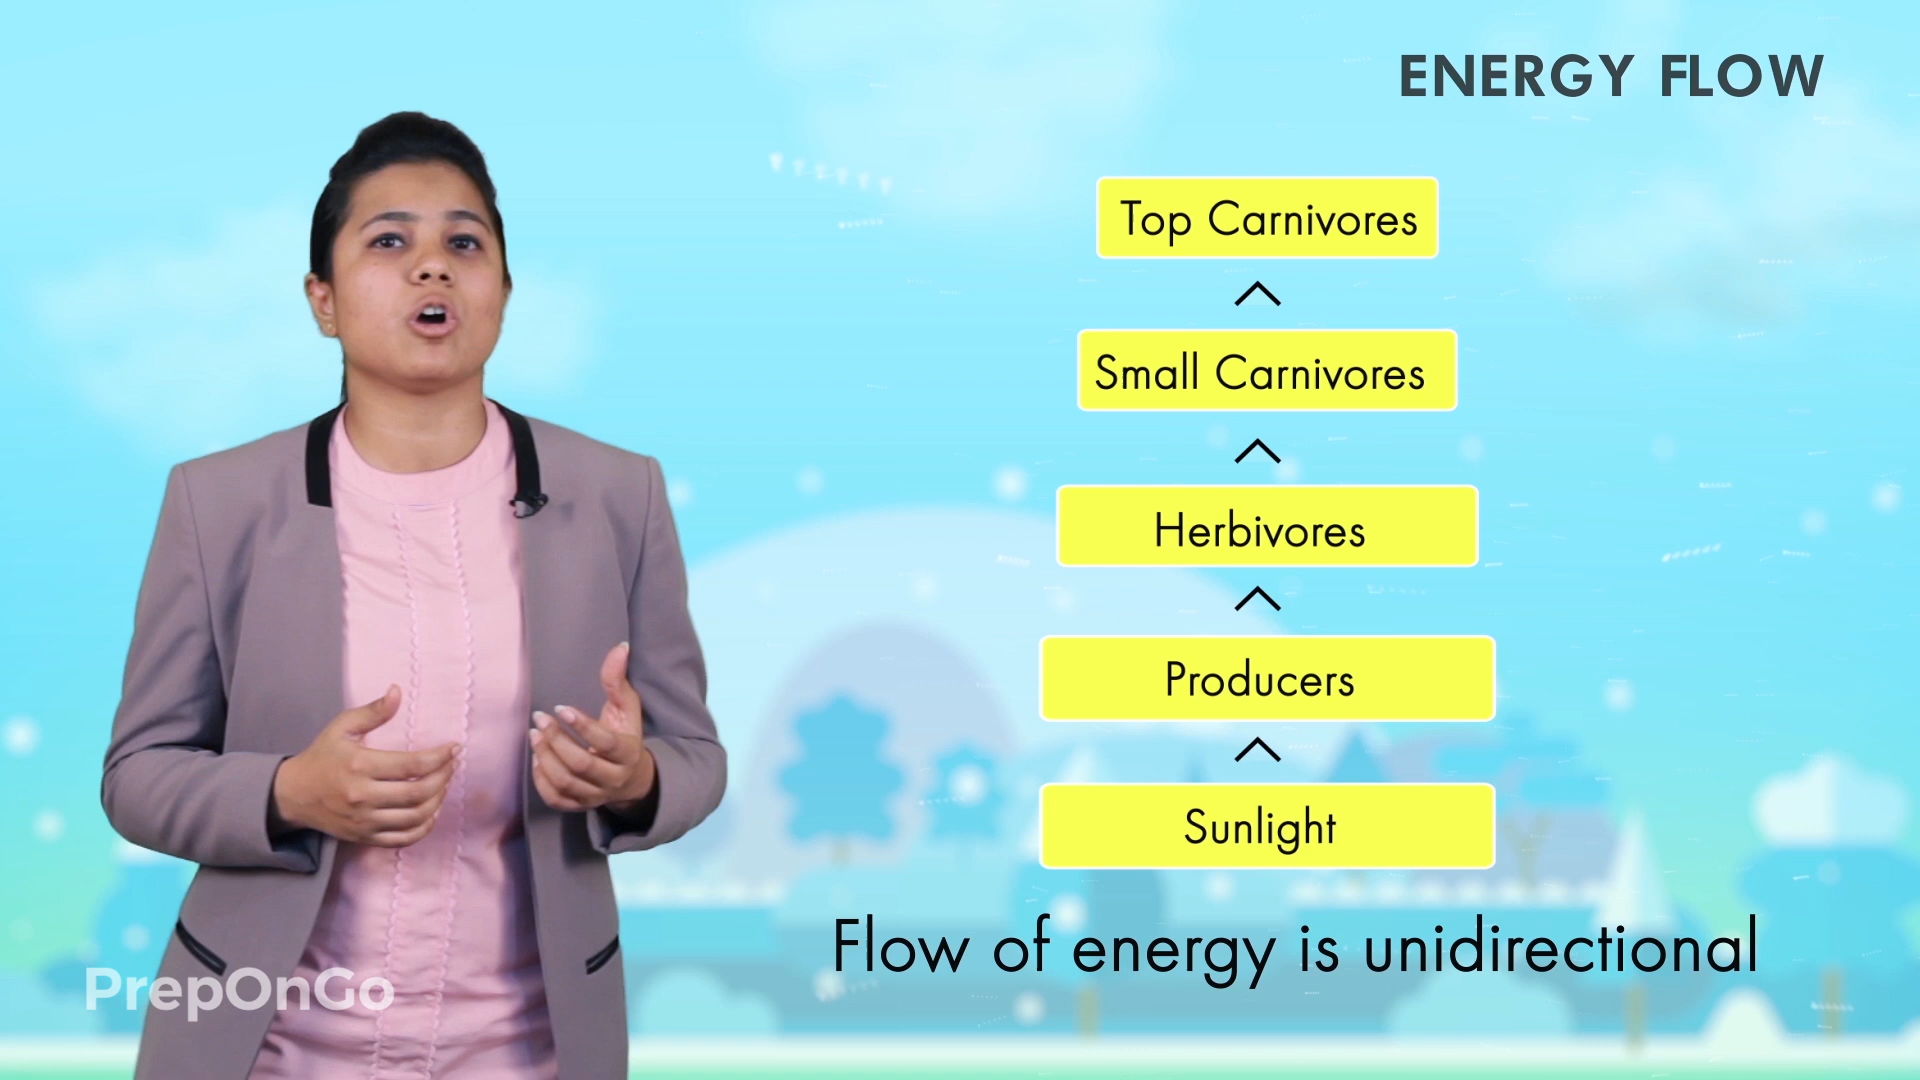 ENERGY FLOW
Top Carnivores
Small Carnivores
Herbivores
Producers
Sunlight
Flow of energy is unidirectional
PrepOnGo